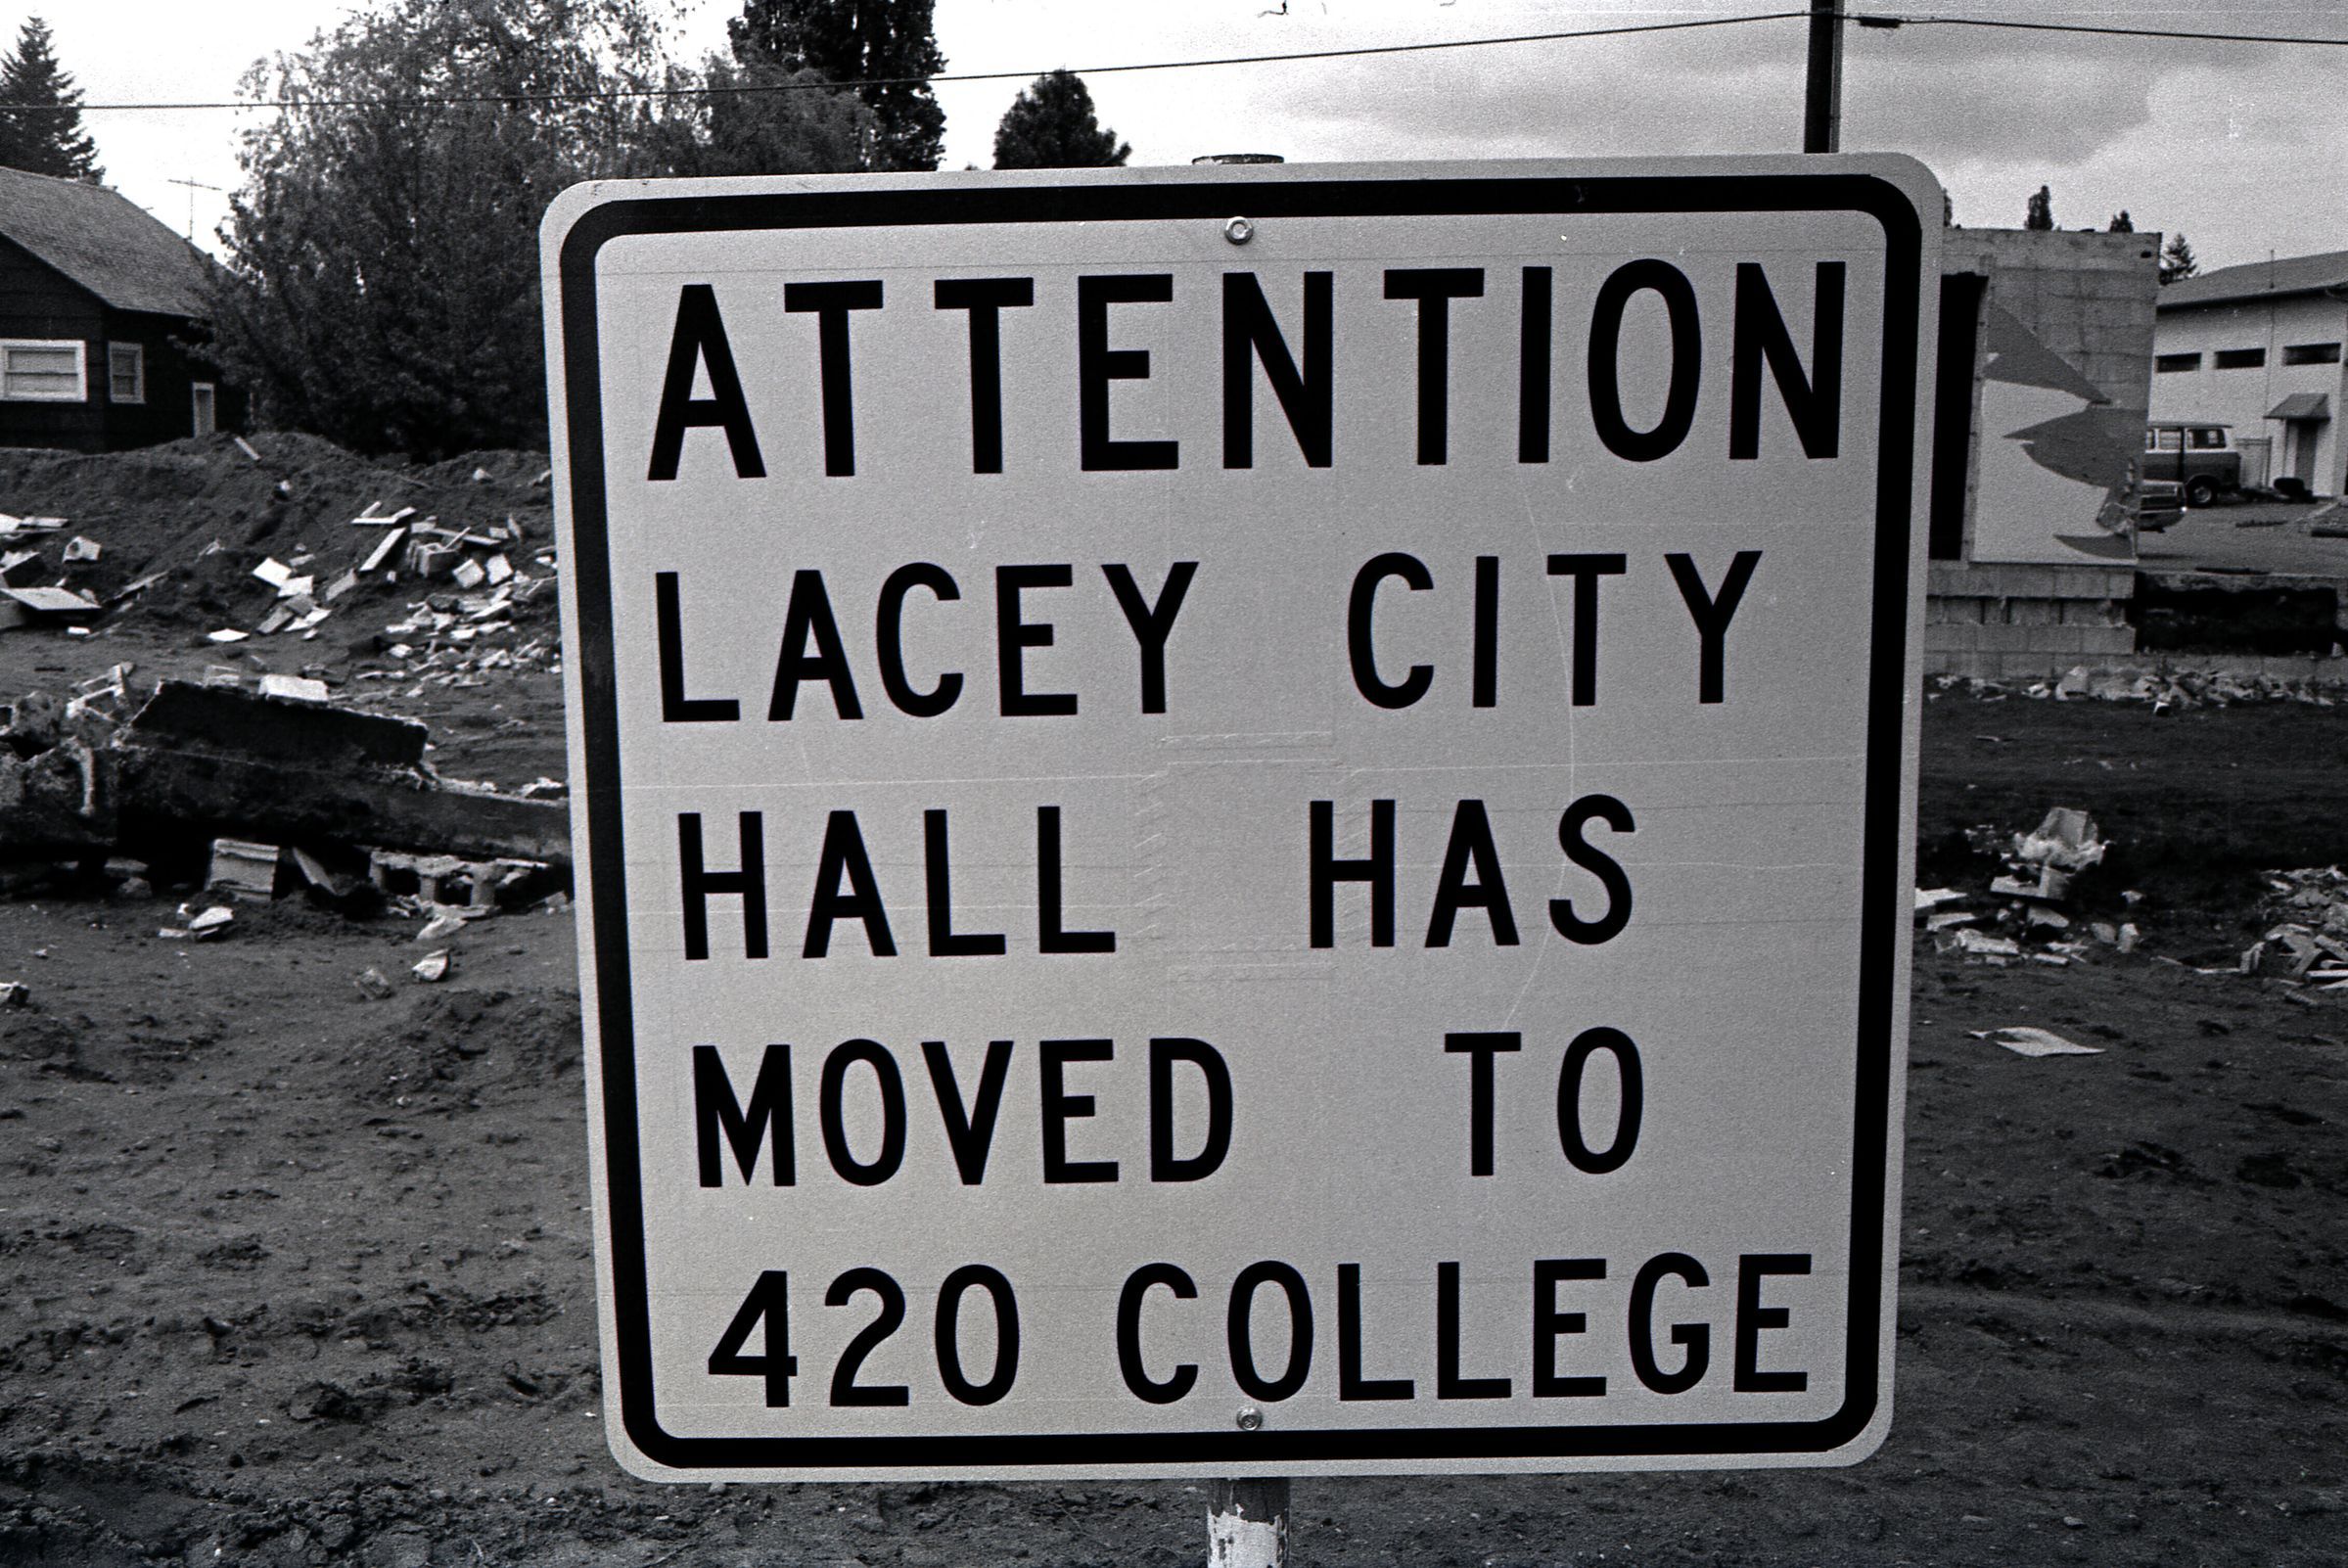 ATTENTION
LACEY CITY
HALL HAS
MOVED TO
420 COLLEGE